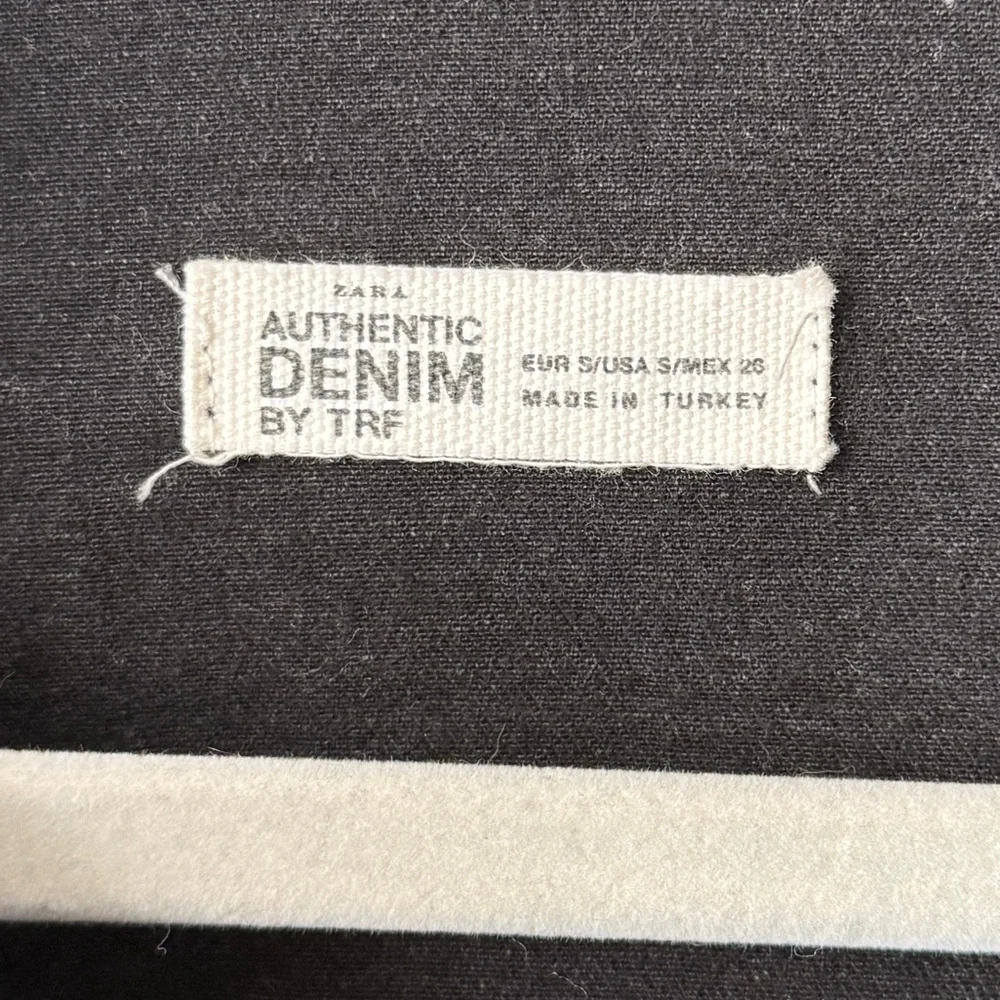 ZARA
AUTHENTIC
DENIM
BY TRF
EUR S/USA S/MEX 26
MADE IN TURKEY